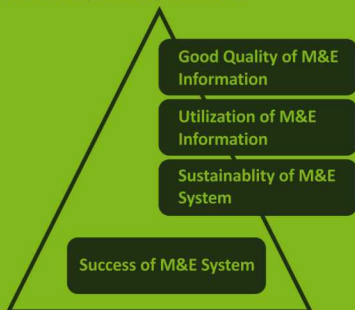 Good Quality of M&E
Information
Utilization of M&E
Information
Sustainablity of M&E
System
Success of M&E System